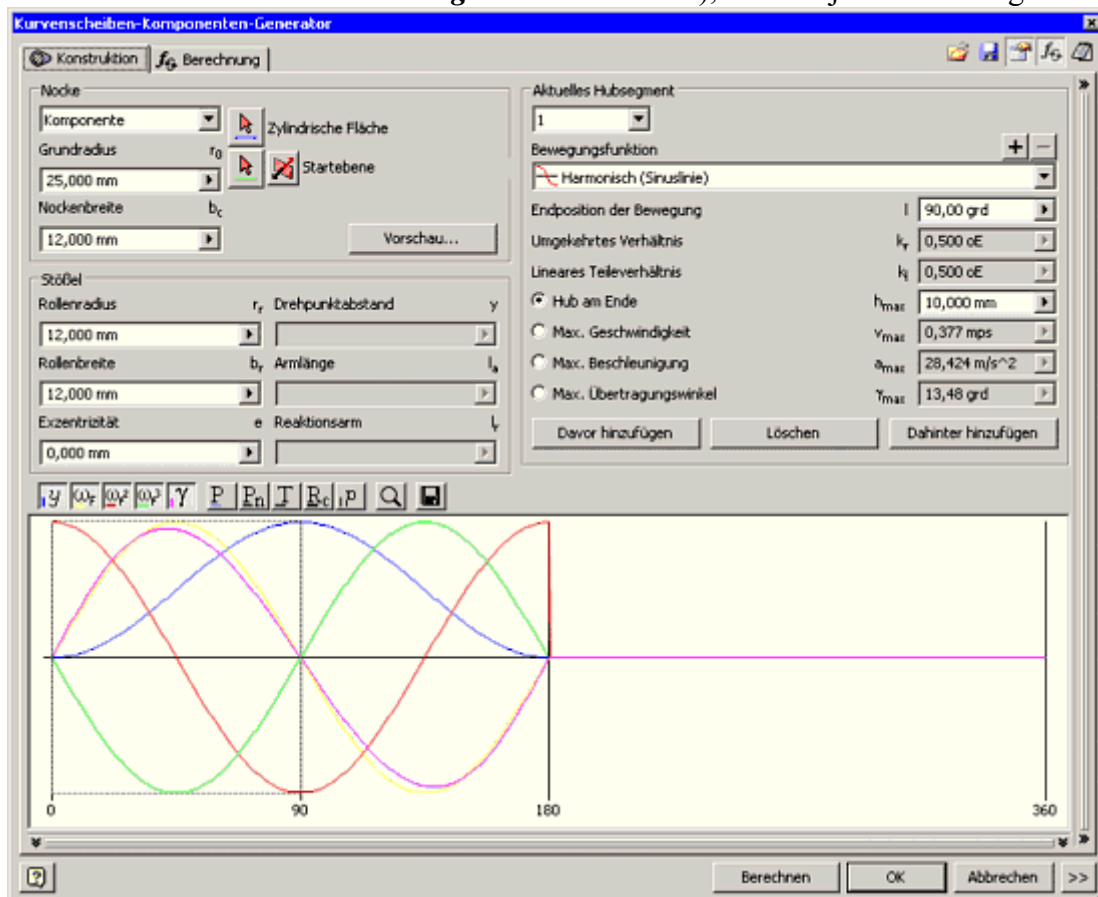 Kurvenscheiben-Komponenten-Generator
Konstruktion
fG Berechnung
Nocke
Komponente
Zylindrische Fläche
Grundradius r0
Startebene
25,000 mm
Nockenbreite bc
12,000 mm
Vorschau...
Stößel
Rollenradius rr
Drehpunktabstand y
12,000 mm
Rollenbreite br
Armlänge la
12,000 mm
Exzentrizität e
Reaktionsarm lr
0,000 mm
Aktuelles Hubsegment
1
Bewegungsfunktion
+ −
Harmonisch (Sinuslinie)
Endposition der Bewegung l 90,00 grd
Umgekehrtes Verhältnis kr 0,500 oE
Lineares Teileverhältnis kl 0,500 oE
Hub am Ende hmax 10,000 mm
Max. Geschwindigkeit vmax 0,377 mps
Max. Beschleunigung amax 28,424 m/s^2
Max. Übertragungswinkel γmax 13,48 grd
Davor hinzufügen
Löschen
Dahinter hinzufügen
y γ P Pn T Rc p
0 90 180 360
Berechnen
OK
Abbrechen
>>